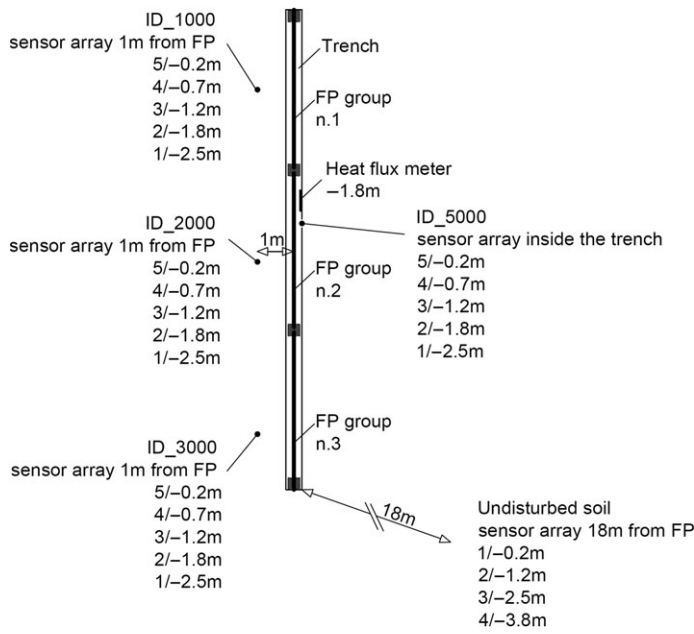 ID_1000
sensor array 1m from FP
5/–0.2m
4/–0.7m
3/–1.2m
2/–1.8m
1/–2.5m
Trench
FP group
n.1
Heat flux meter
–1.8m
ID_2000
sensor array 1m from FP
5/–0.2m
4/–0.7m
3/–1.2m
2/–1.8m
1/–2.5m
1m
ID_5000
sensor array inside the trench
5/–0.2m
4/–0.7m
3/–1.2m
2/–1.8m
1/–2.5m
FP group
n.2
ID_3000
sensor array 1m from FP
5/–0.2m
4/–0.7m
3/–1.2m
2/–1.8m
1/–2.5m
FP group
n.3
18m
Undisturbed soil
sensor array 18m from FP
1/–0.2m
2/–1.2m
3/–2.5m
4/–3.8m